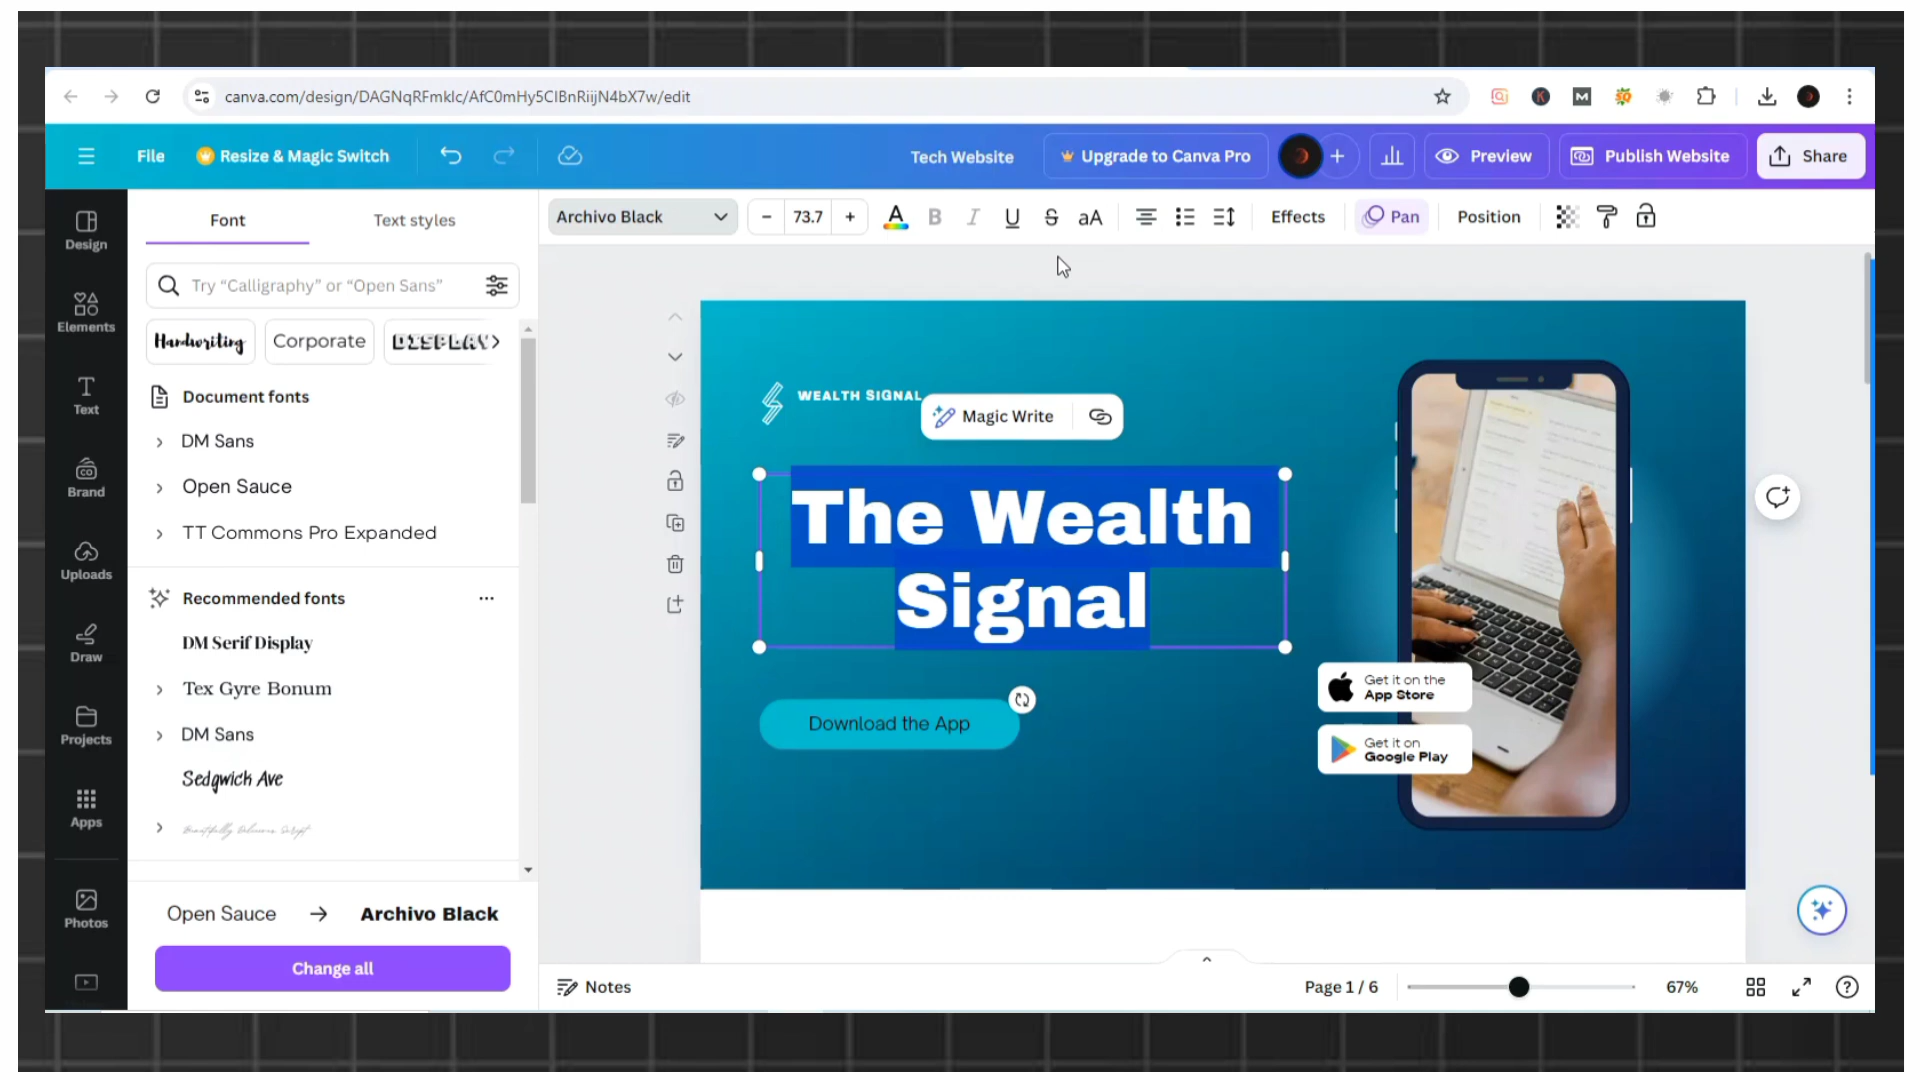 canva.com/design/DAGNqRFmklc/AfC0mHy5CIBnRiijN4bX7w/edit
File
Resize & Magic Switch
Tech Website
Upgrade to Canva Pro
Preview
Publish Website
Share
Design
Elements
Text
Brand
Uploads
Draw
Projects
Apps
Photos
Font
Text styles
Try “Calligraphy” or “Open Sans”
Handwriting
Corporate
DISPLAY
Document fonts
DM Sans
Open Sauce
TT Commons Pro Expanded
Recommended fonts
DM Serif Display
Tex Gyre Bonum
DM Sans
Sedgwick Ave
Open Sauce → Archivo Black
Change all
Archivo Black
– 73.7 +
A B I U S aA
Effects
Pan
Position
WEALTH SIGNAL
Magic Write
The Wealth
Signal
Download the App
Get it on the
App Store
Get it on
Google Play
Notes
Page 1 / 6
67%